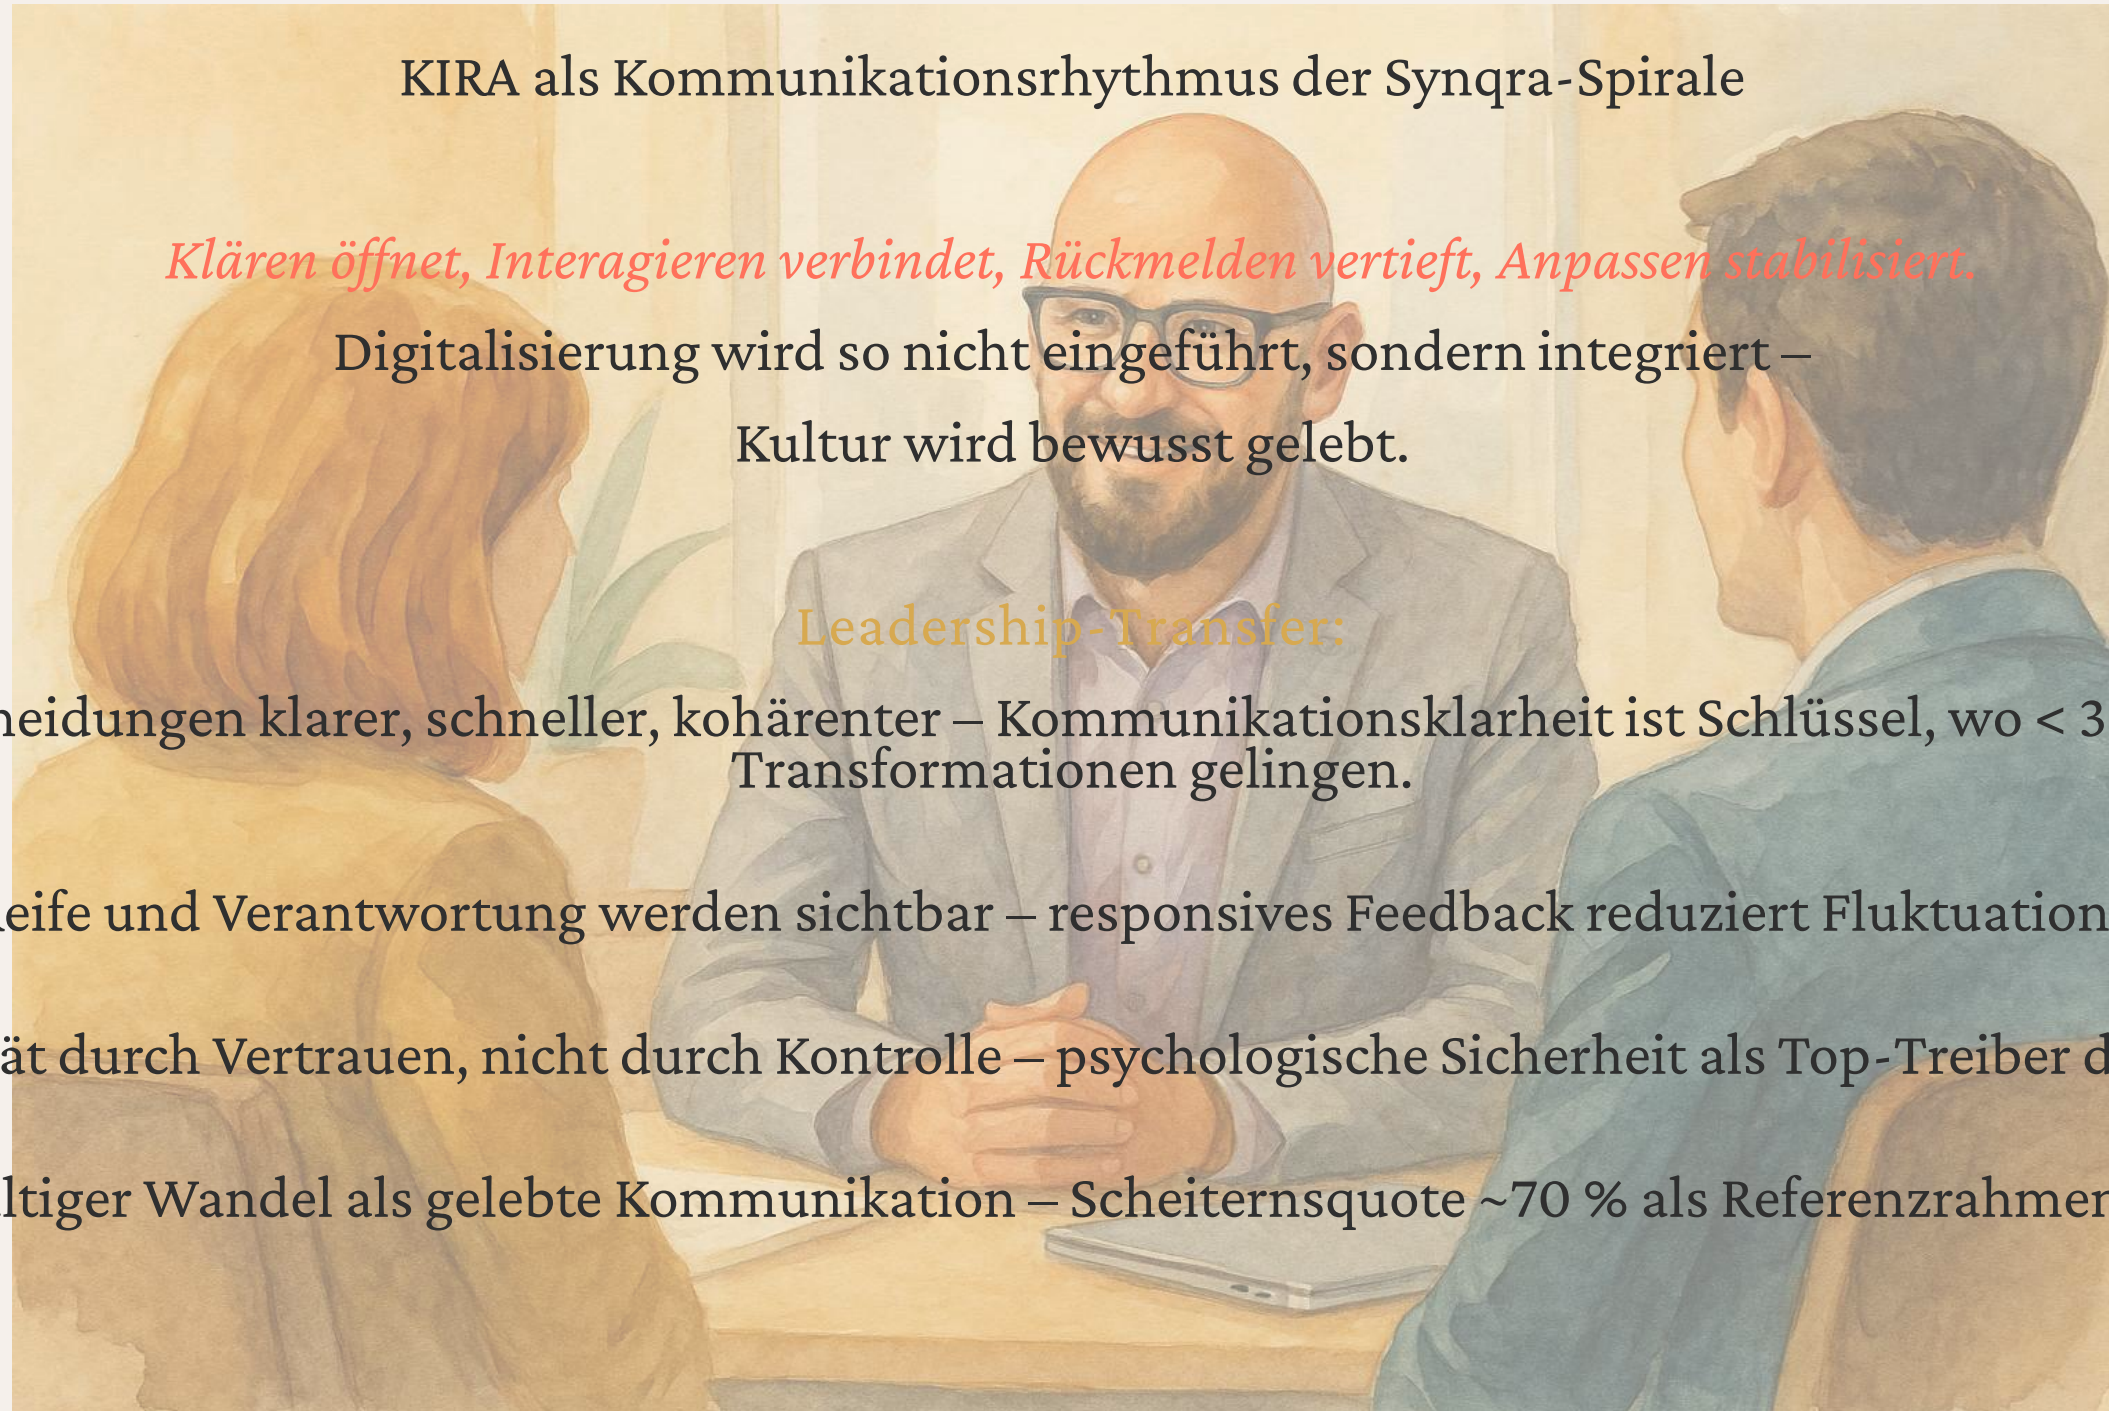 KIRA als Kommunikationsrhythmus der Synqra-Spirale
Klären öffnet, Interagieren verbindet, Rückmelden vertieft, Anpassen stabilisiert.
Digitalisierung wird so nicht eingeführt, sondern integriert –
Kultur wird bewusst gelebt.
Leadership-Transfer:
heidungen klarer, schneller, kohärenter – Kommunikationsklarheit ist Schlüssel, wo < 3
Transformationen gelingen.
eife und Verantwortung werden sichtbar – responsives Feedback reduziert Fluktuation
ät durch Vertrauen, nicht durch Kontrolle – psychologische Sicherheit als Top-Treiber d
ltiger Wandel als gelebte Kommunikation – Scheiternsquote ~70 % als Referenzrahmen